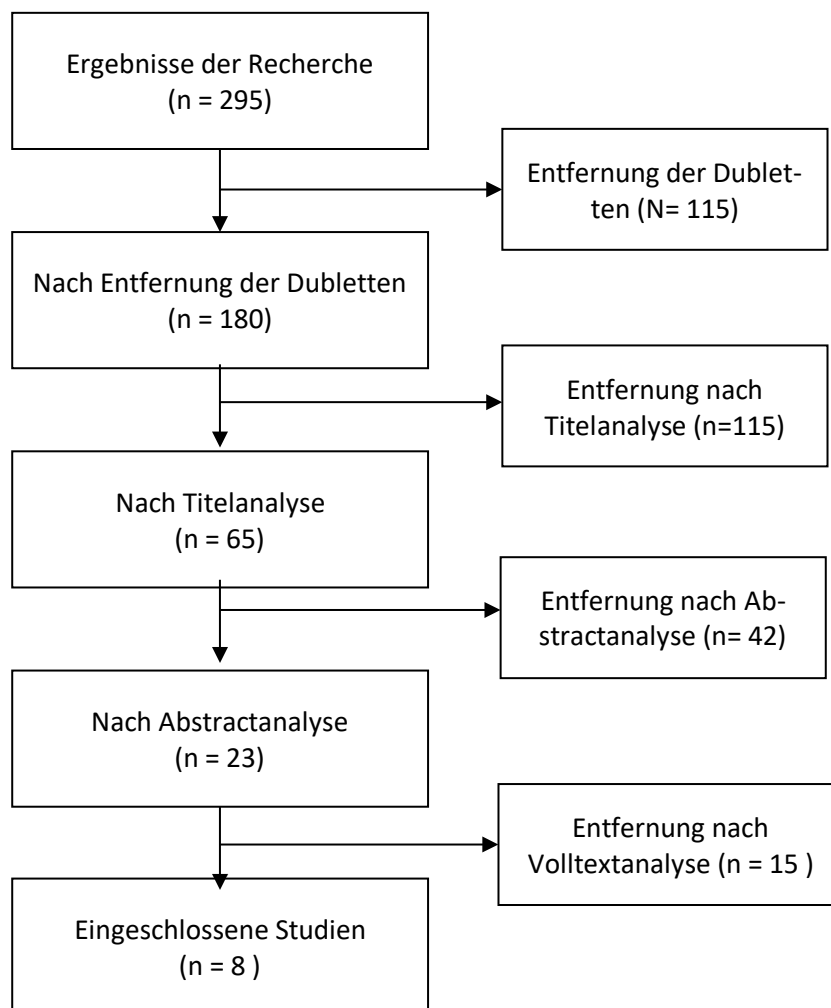 Ergebnisse der Recherche
(n = 295)
Entfernung der Dublet-
ten (N= 115)
Nach Entfernung der Dubletten
(n = 180)
Entfernung nach
Titelanalyse (n=115)
Nach Titelanalyse
(n = 65)
Entfernung nach Ab-
stractanalyse (n= 42)
Nach Abstractanalyse
(n = 23)
Entfernung nach
Volltextanalyse (n = 15 )
Eingeschlossene Studien
(n = 8 )